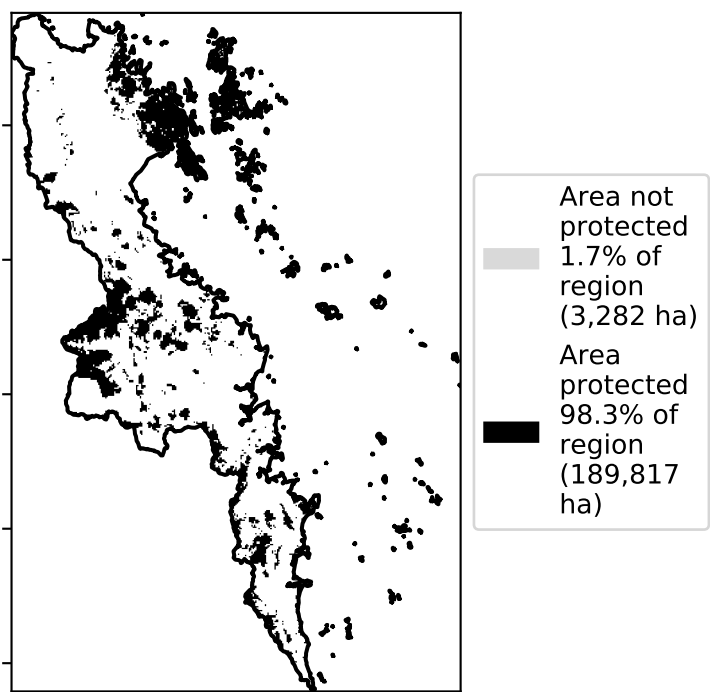 Area not
protected
1.7% of
region
(3,282 ha)
Area
protected
98.3% of
region
(189,817
ha)